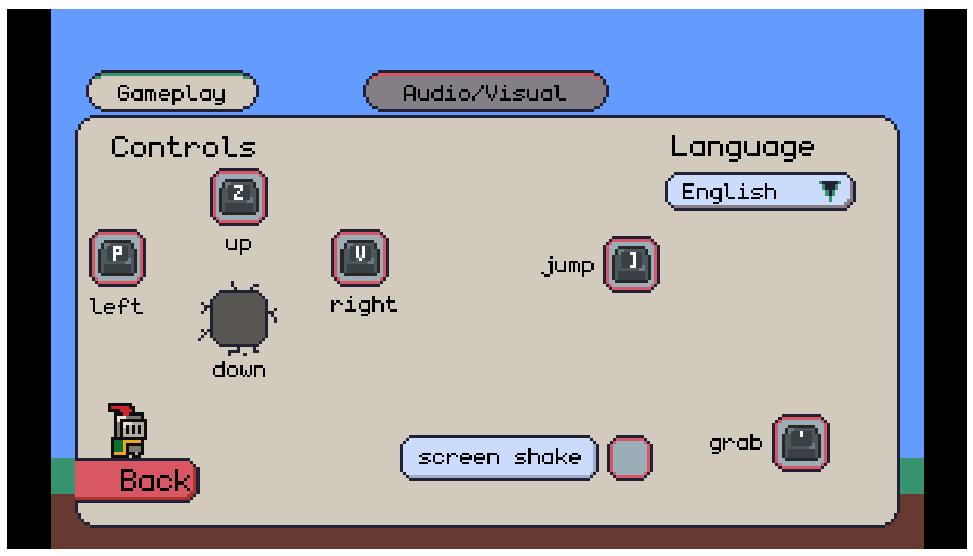 Gameplay
Audio/Visual
Controls
Language
Z
English
up
P
V
jump
]
left
right
down
grab
'
screen shake
Back